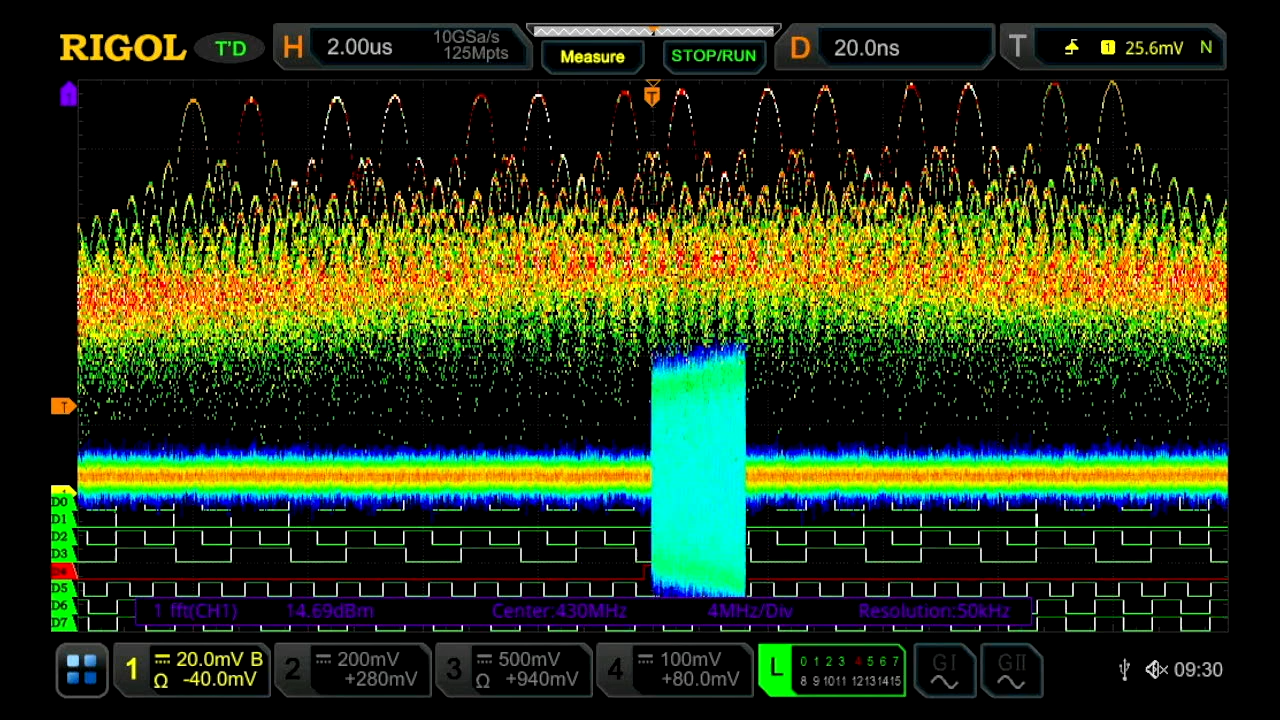 RIGOL T'D H 2.00us 10GSa/s 125Mpts Measure STOP/RUN D 20.0ns T 1 25.6mV N
1
T
T
D0
D1
D2
D3
D5
D6
D7
1 fft(CH1) 14.69dBm Center:430MHz 4MHz/Div Resolution:50kHz
1 20.0mV B Ω -40.0mV
2 200mV +280mV
3 500mV Ω +940mV
4 100mV +80.0mV
L 0 1 2 3 4 5 6 7
8 9 10 11 12 13 14 15
GI GII 09:30